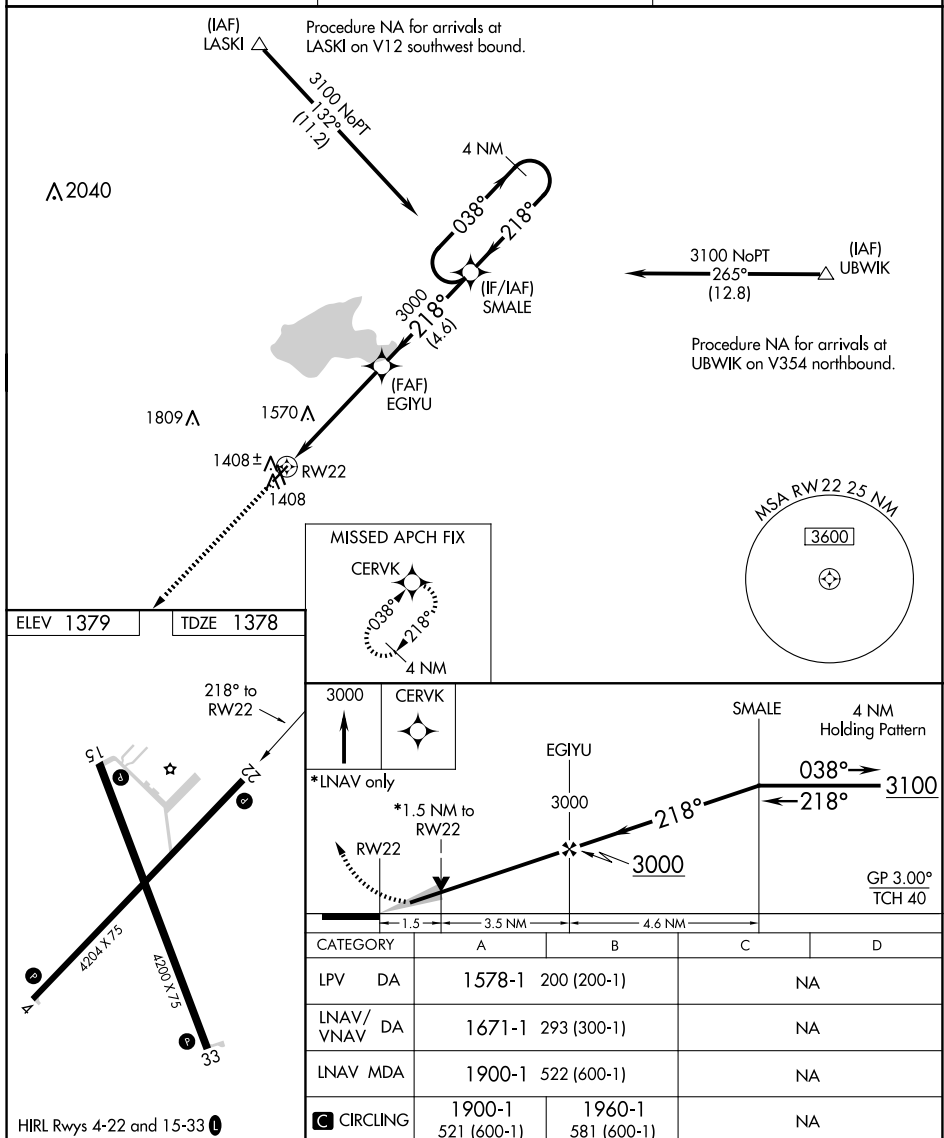 (IAF)
LASKI
Procedure NA for arrivals at
LASKI on V12 southwest bound.
3100 NoPT
132°
(11.2)
2040
4 NM
038°
218°
(IF/IAF)
SMALE
3100 NoPT
265°
(12.8)
(IAF)
UBWIK
Procedure NA for arrivals at
UBWIK on V354 northbound.
3000
218°
(4.6)
(FAF)
EGIYU
1809
1570
1408±
RW22
1408
MSA RW22 25 NM
3600
MISSED APCH FIX
CERVK
038°
218°
4 NM
ELEV 1379
TDZE 1378
218° to
RW22
15
22
P
P
4204 X 75
4200 X 75
P
4
P
33
HIRL Rwys 4-22 and 15-33 L
3000
CERVK
*LNAV only
*1.5 NM to
RW22
RW22
EGIYU
3000
3000
218°
SMALE
4 NM
Holding Pattern
038°
218°
3100
GP 3.00°
TCH 40
1.5
3.5 NM
4.6 NM
CATEGORY A B C D
LPV DA 1578-1 200 (200-1) NA
LNAV/
VNAV DA 1671-1 293 (300-1) NA
LNAV MDA 1900-1 522 (600-1) NA
C CIRCLING 1900-1 1960-1 NA
521 (600-1) 581 (600-1)